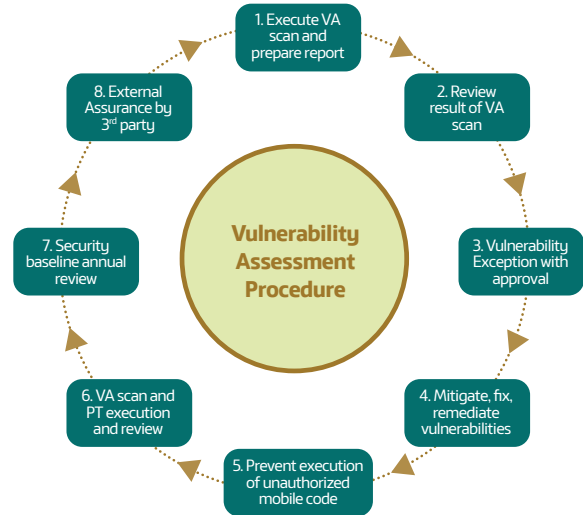 1. Execute VA
scan and
prepare report
2. Review
result of VA
scan
3. Vulnerability
Exception with
approval
4. Mitigate, fix,
remediate
vulnerabilities
5. Prevent execution
of unauthorized
mobile code
6. VA scan and
PT execution
and review
7. Security
baseline annual
review
8. External
Assurance by
3rd party
Vulnerability
Assessment
Procedure